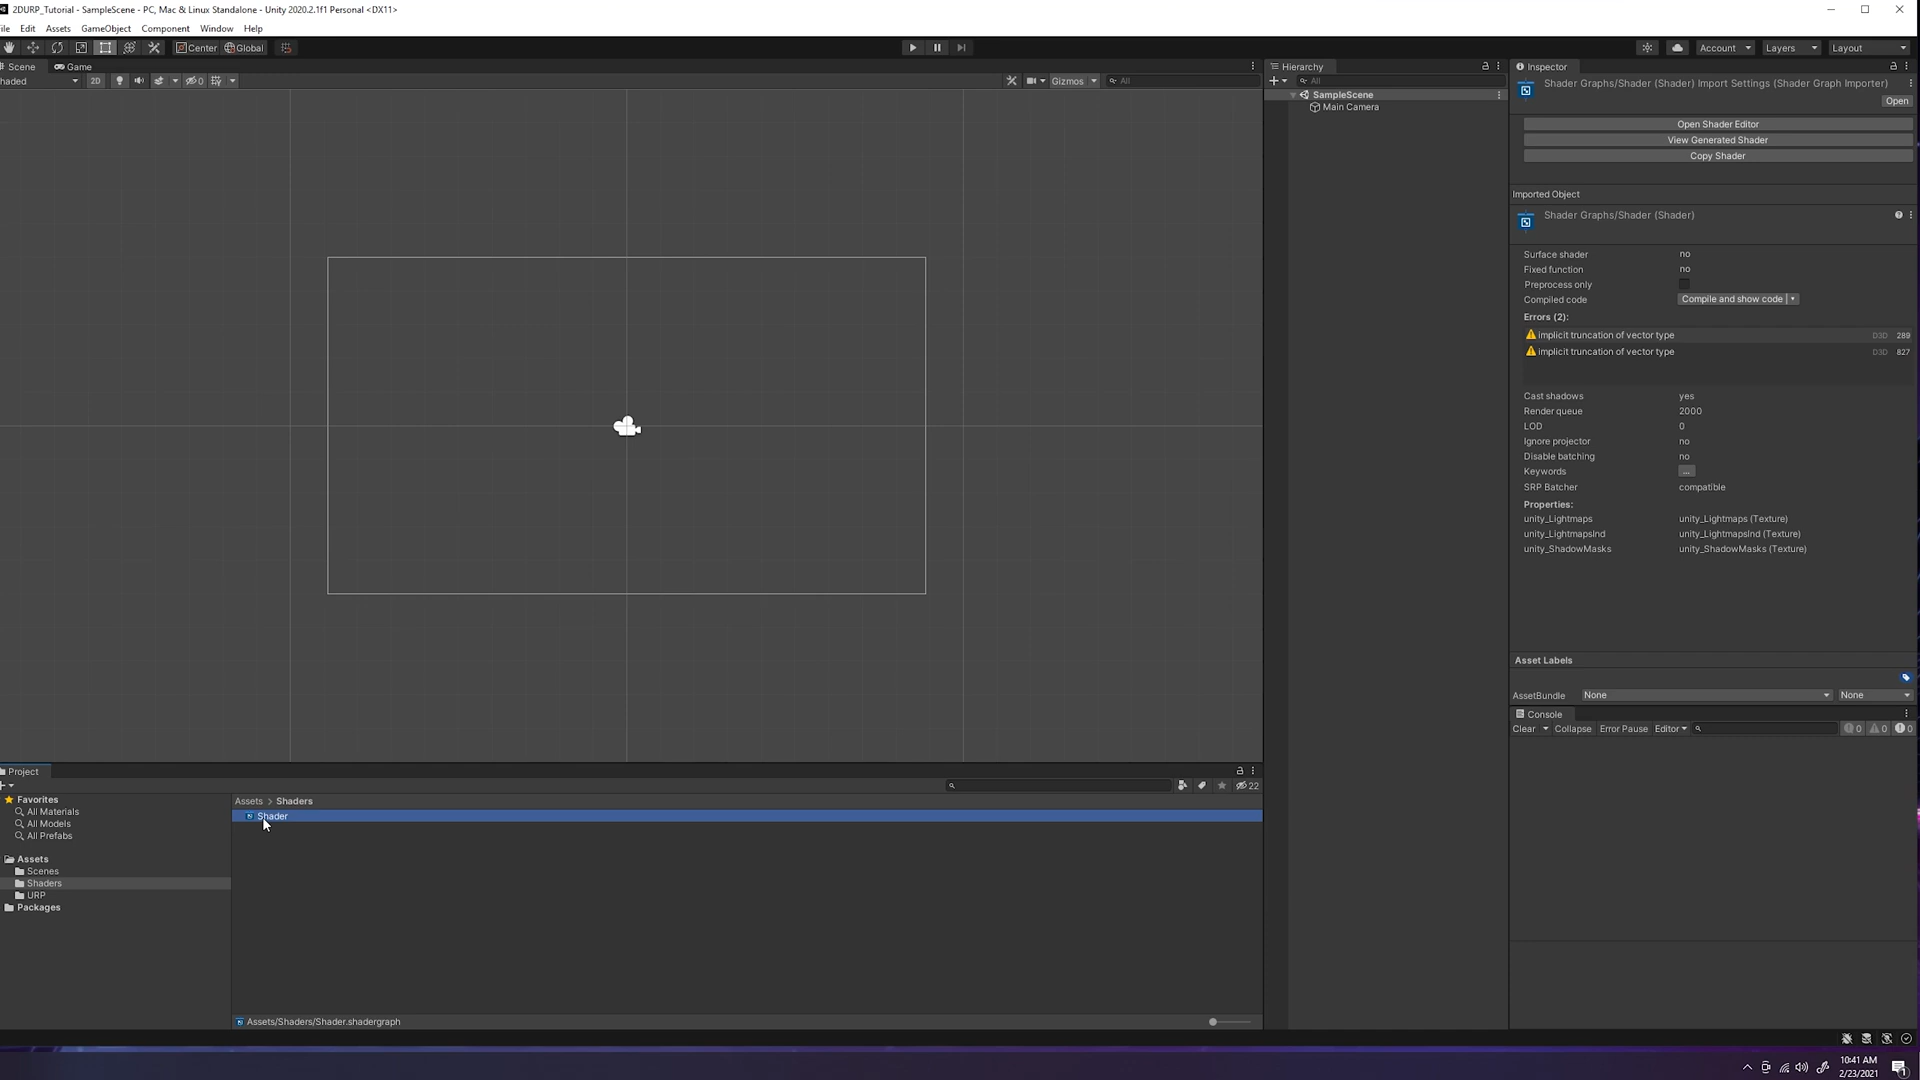 2DURP_Tutorial - SampleScene - PC, Mac & Linux Standalone - Unity 2020.2.1f1 Personal <DX11>
ile Edit Assets GameObject Component Window Help
Center Global
Account Layers Layout
Scene Game
haded 2D 0 Gizmos All
Hierarchy
All
SampleScene
Main Camera
Inspector
Shader Graphs/Shader (Shader) Import Settings (Shader Graph Importer)
Open
Open Shader Editor
View Generated Shader
Copy Shader
Imported Object
Shader Graphs/Shader (Shader)
Surface shader no
Fixed function no
Preprocess only
Compiled code Compile and show code
Errors (2):
implicit truncation of vector type D3D 289
implicit truncation of vector type D3D 827
Cast shadows yes
Render queue 2000
LOD 0
Ignore projector no
Disable batching no
Keywords ...
SRP Batcher compatible
Properties:
unity_Lightmaps unity_Lightmaps (Texture)
unity_LightmapsInd unity_LightmapsInd (Texture)
unity_ShadowMasks unity_ShadowMasks (Texture)
Asset Labels
AssetBundle None None
Console
Clear Collapse Error Pause Editor 0 0 0
Project
22
Favorites
All Materials
All Models
All Prefabs
Assets
Scenes
Shaders
URP
Packages
Assets > Shaders
Shader
Assets/Shaders/Shader.shadergraph
10:41 AM
2/23/2021
1